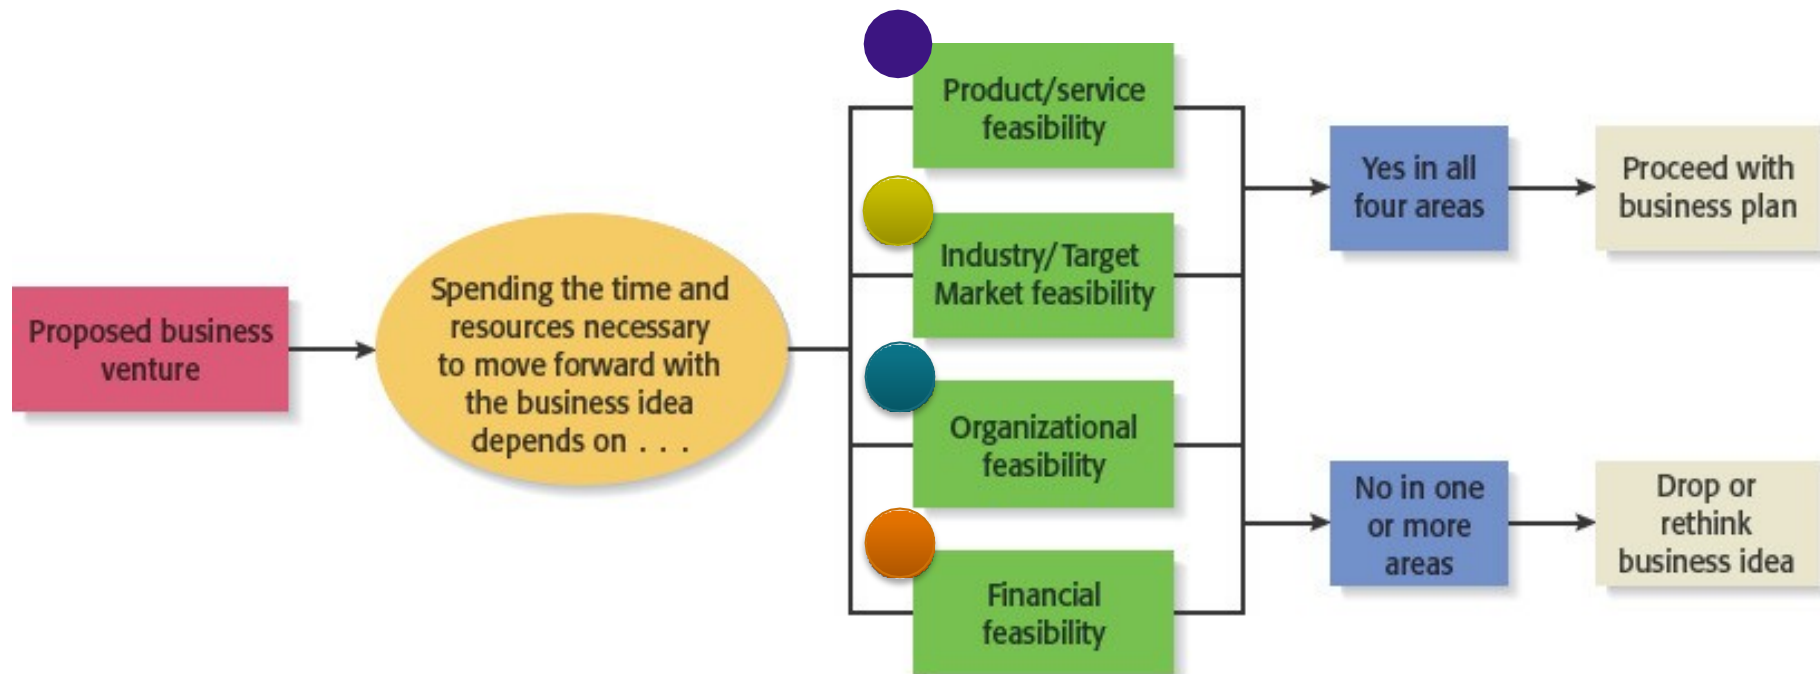 Proposed business
venture
Spending the time and
resources necessary
to move forward with
the business idea
depends on . . .
Product/service
feasibility
Industry/Target
Market feasibility
Organizational
feasibility
Financial
feasibility
Yes in all
four areas
Proceed with
business plan
No in one
or more
areas
Drop or
rethink
business idea